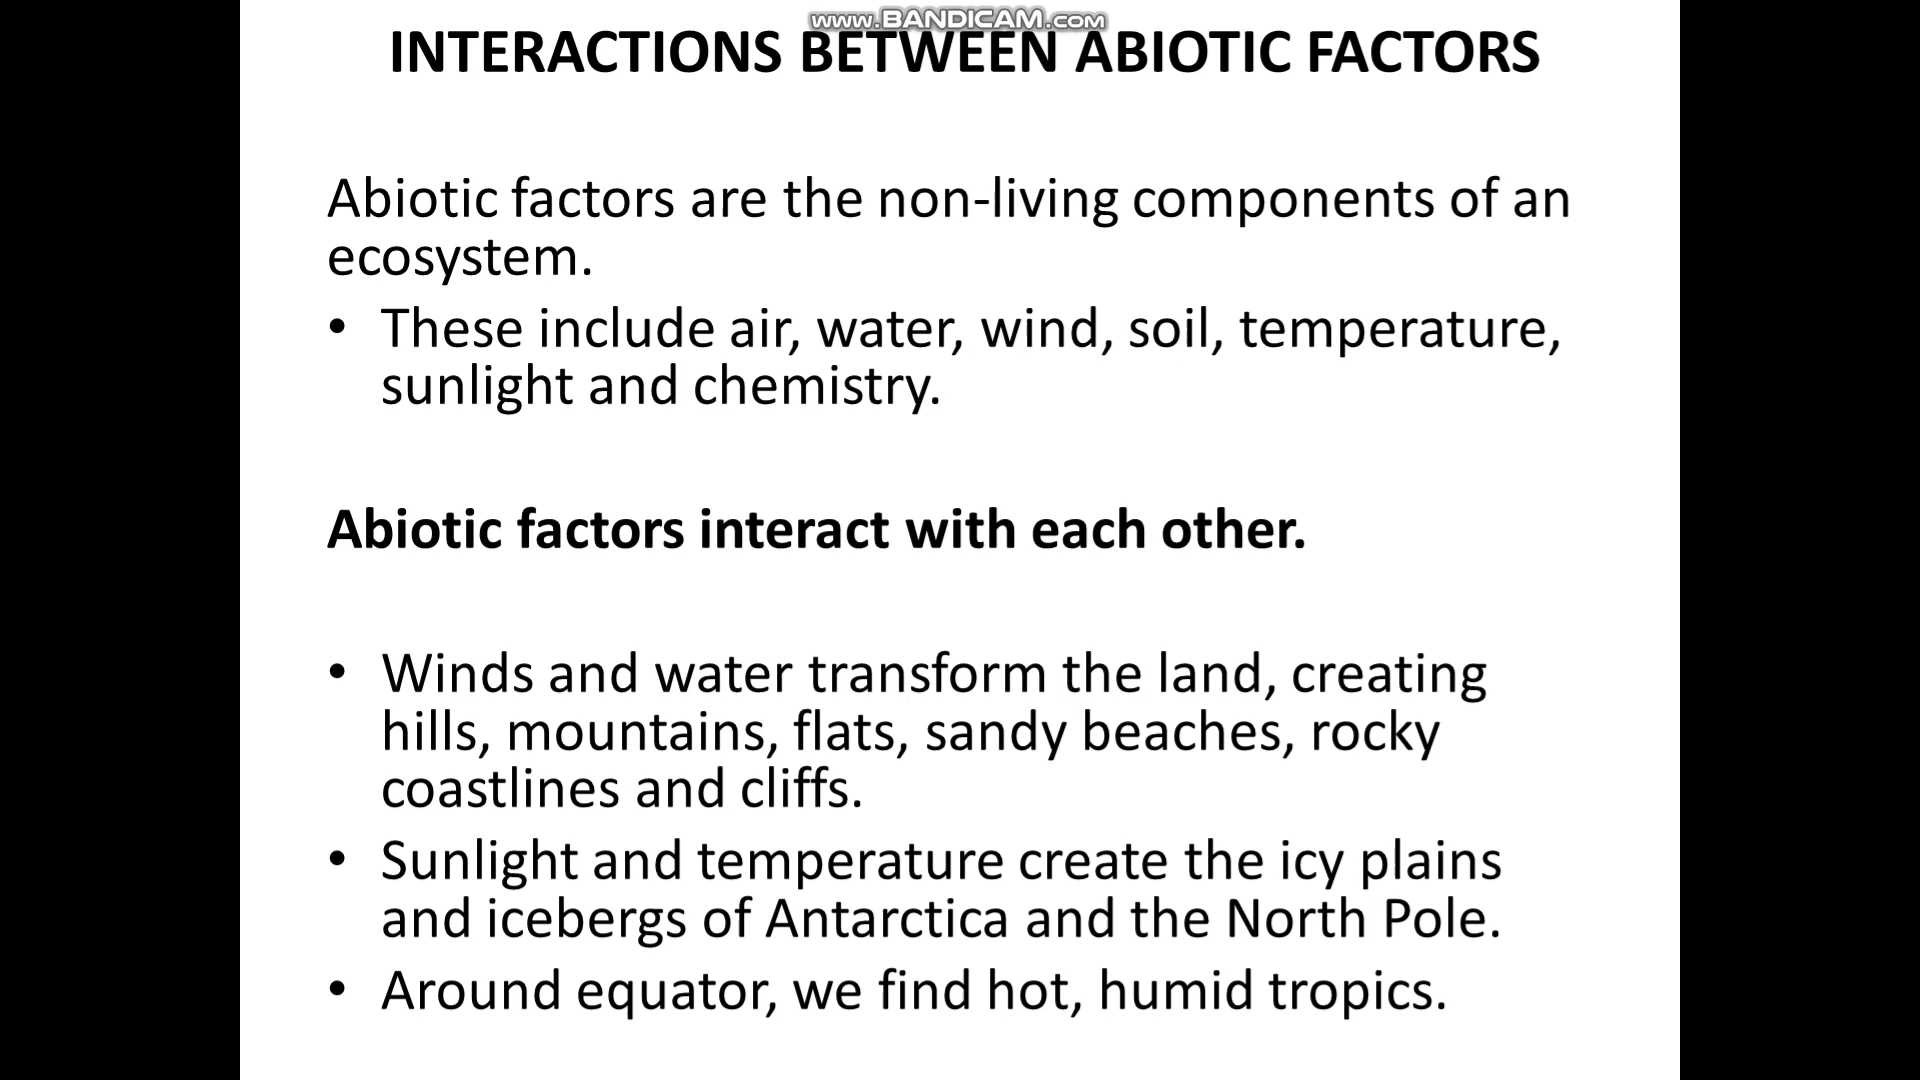 www.BANDICAM.com
INTERACTIONS BETWEEN ABIOTIC FACTORS
Abiotic factors are the non-living components of an
ecosystem.
• These include air, water, wind, soil, temperature,
sunlight and chemistry.
Abiotic factors interact with each other.
• Winds and water transform the land, creating
hills, mountains, flats, sandy beaches, rocky
coastlines and cliffs.
• Sunlight and temperature create the icy plains
and icebergs of Antarctica and the North Pole.
• Around equator, we find hot, humid tropics.